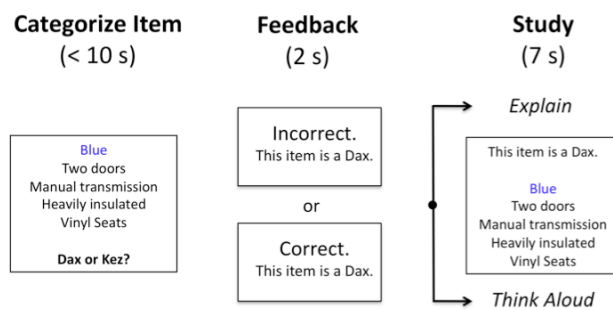 Categorize Item
(< 10 s)
Blue
Two doors
Manual transmission
Heavily insulated
Vinyl Seats
Dax or Kez?
Feedback
(2 s)
Incorrect.
This item is a Dax.
or
Correct.
This item is a Dax.
Study
(7 s)
Explain
This item is a Dax.
Blue
Two doors
Manual transmission
Heavily insulated
Vinyl Seats
Think Aloud